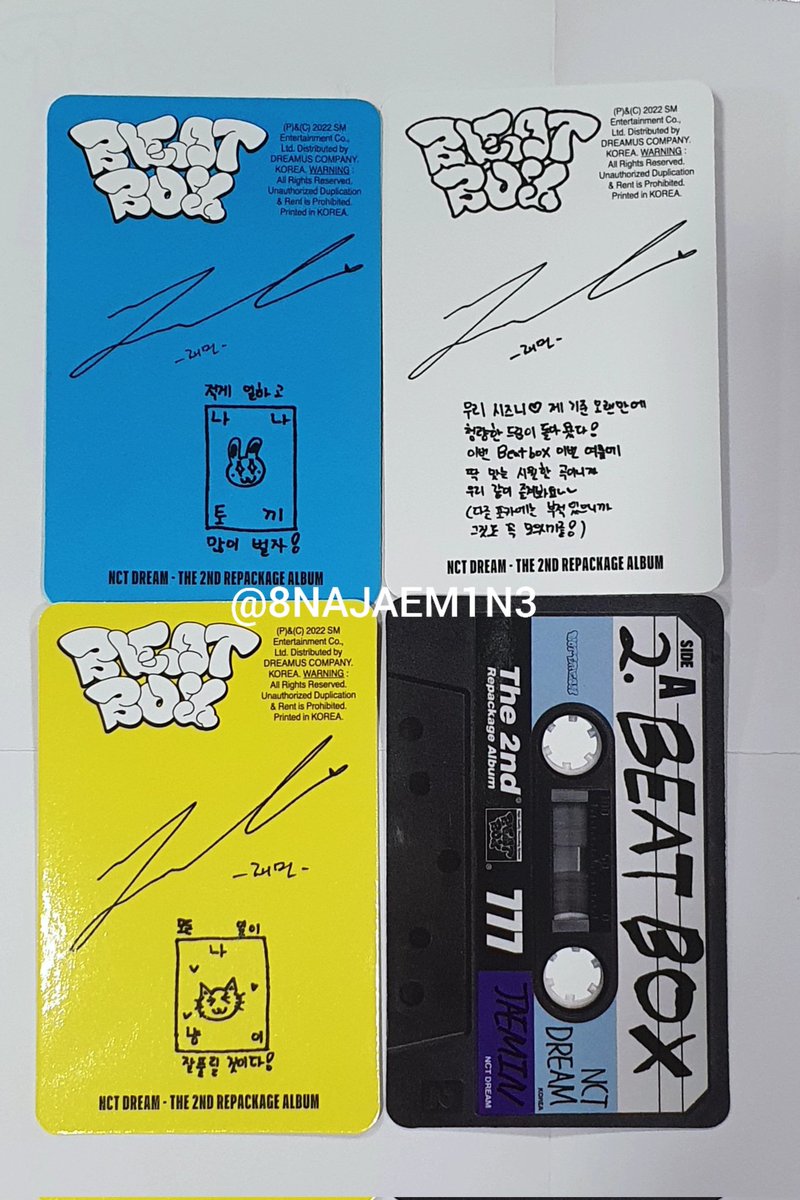 BEAT
BOX
(P)&(C) 2022 SM
Entertainment Co.,
Ltd. Distributed by
DREAMUS COMPANY.
KOREA. WARNING :
All Rights Reserved.
Unauthorized Duplication
& Rent is Prohibited.
Printed in KOREA.
-재민-
적게 일하고
나 나
토 끼
많이 벌자!
NCT DREAM - THE 2ND REPACKAGE ALBUM
BEAT
BOX
(P)&(C) 2022 SM
Entertainment Co.,
Ltd. Distributed by
DREAMUS COMPANY.
KOREA. WARNING :
All Rights Reserved.
Unauthorized Duplication
& Rent is Prohibited.
Printed in KOREA.
-재민-
우리 시즈니♡ 제 기준 오랜만에
청량한 드림이 돌아왔다!
이번 Beatbox 이번 여름에
딱 맞는 시원한 곡이니까
우리 같이 즐겨봐요~~
(다른 포카에는 부적 있으니까
그것도 꼭 모으기를!)
NCT DREAM - THE 2ND REPACKAGE ALBUM
@8NAJAEM1N3
BEAT
BOX
(P)&(C) 2022 SM
Entertainment Co.,
Ltd. Distributed by
DREAMUS COMPANY.
KOREA. WARNING :
All Rights Reserved.
Unauthorized Duplication
& Rent is Prohibited.
Printed in KOREA.
-재민-
모든 일이
나
냥 이
잘 풀릴 것이다!
NCT DREAM - THE 2ND REPACKAGE ALBUM
SIDE A
2. BEAT BOX
NCT DREAM
KOREA
The 2nd
Repackage Album
BEAT BOX
777
JAEMIN
NCT DREAM